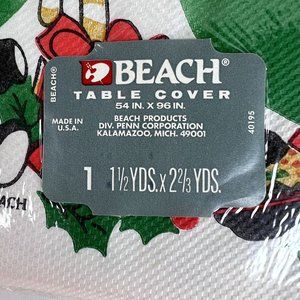 BEACH®
BEACH®
TABLE COVER
54 IN. X 96 IN.
MADE IN
U.S.A.
BEACH PRODUCTS
DIV. PENN CORPORATION
KALAMAZOO, MICH. 49001
40195
1 1½ YDS. x 2⅔ YDS.
ACH